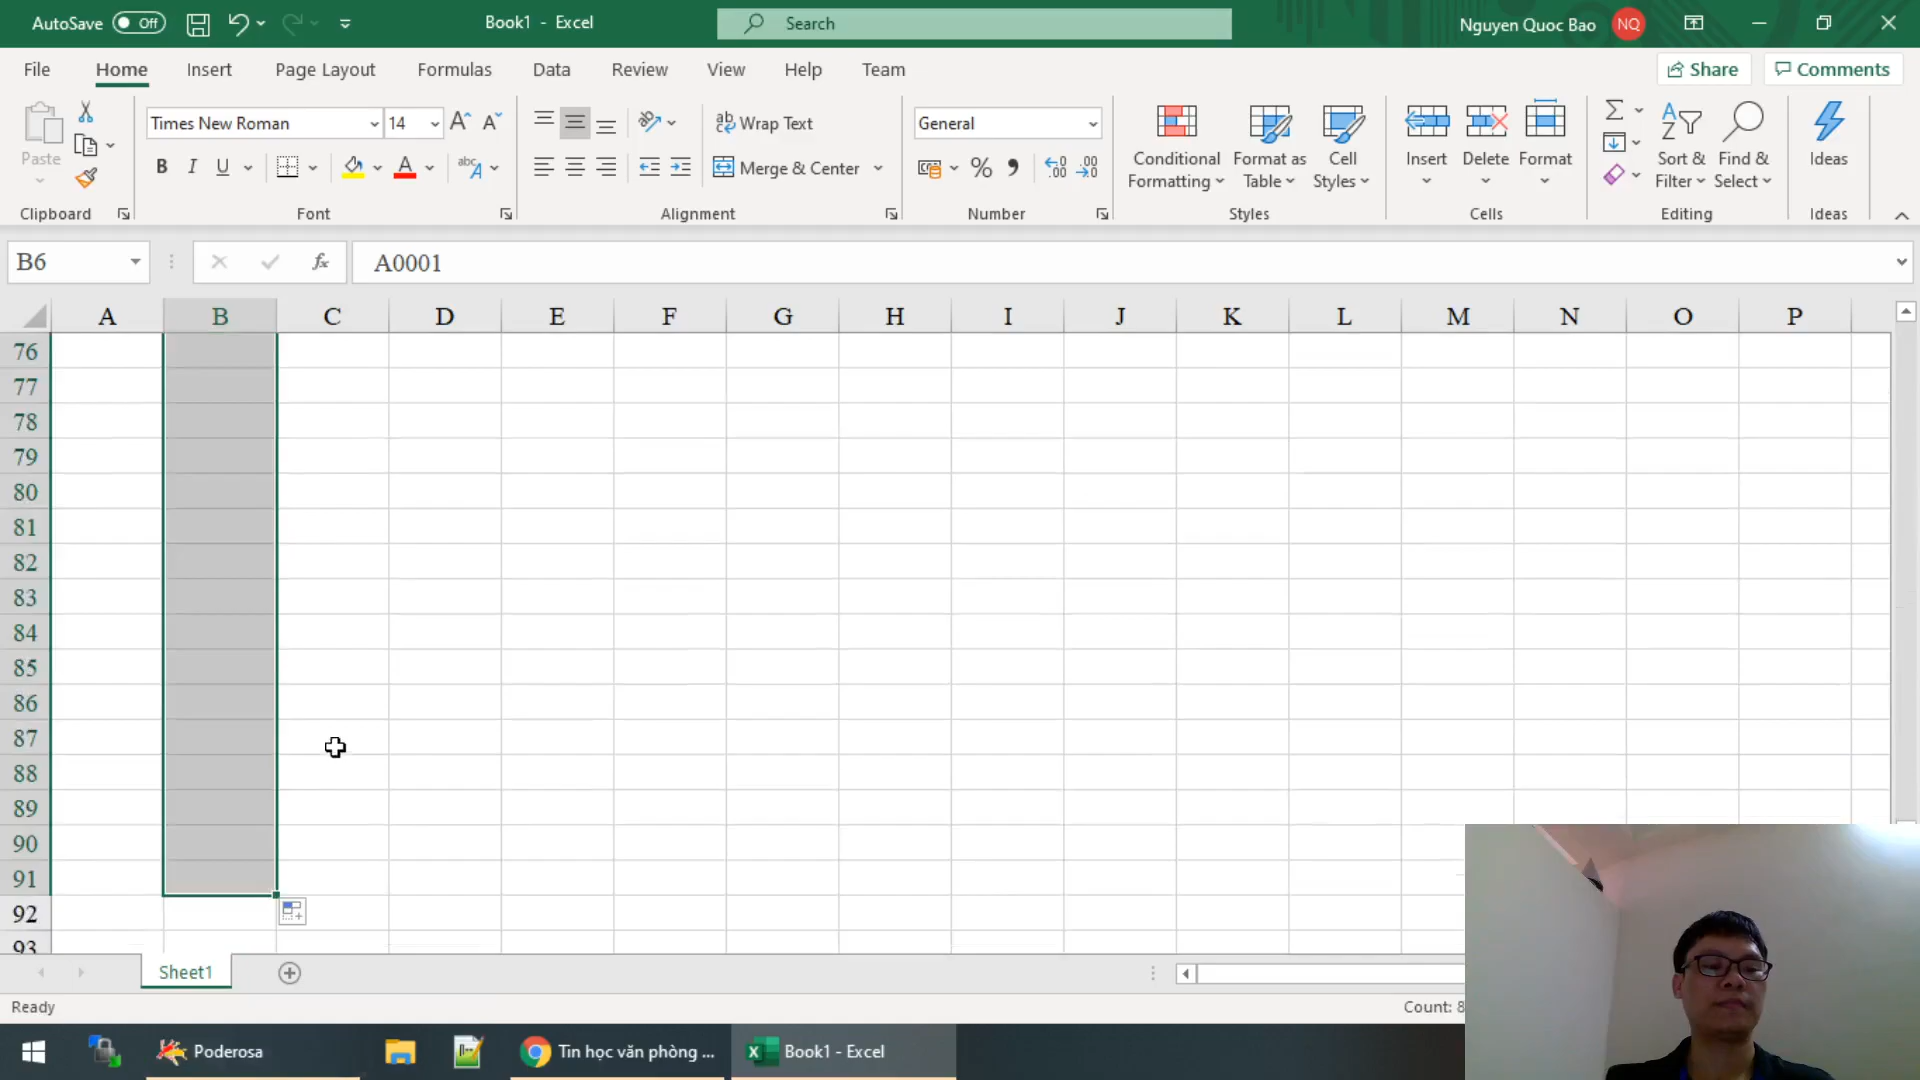 AutoSave Off Book1 - Excel Search Nguyen Quoc Bao NQ
File Home Insert Page Layout Formulas Data Review View Help Team Share Comments
Times New Roman 14 Wrap Text General
Paste B I U Merge & Center % Conditional Formatting Format as Table Cell Styles Insert Delete Format Sort & Filter Find & Select Ideas
Clipboard Font Alignment Number Styles Cells Editing Ideas
B6 fx A0001
A B C D E F G H I J K L M N O P
76
77
78
79
80
81
82
83
84
85
86
87
88
89
90
91
92
93
Sheet1
Ready Count: 8
Poderosa Tin học văn phòng ... Book1 - Excel